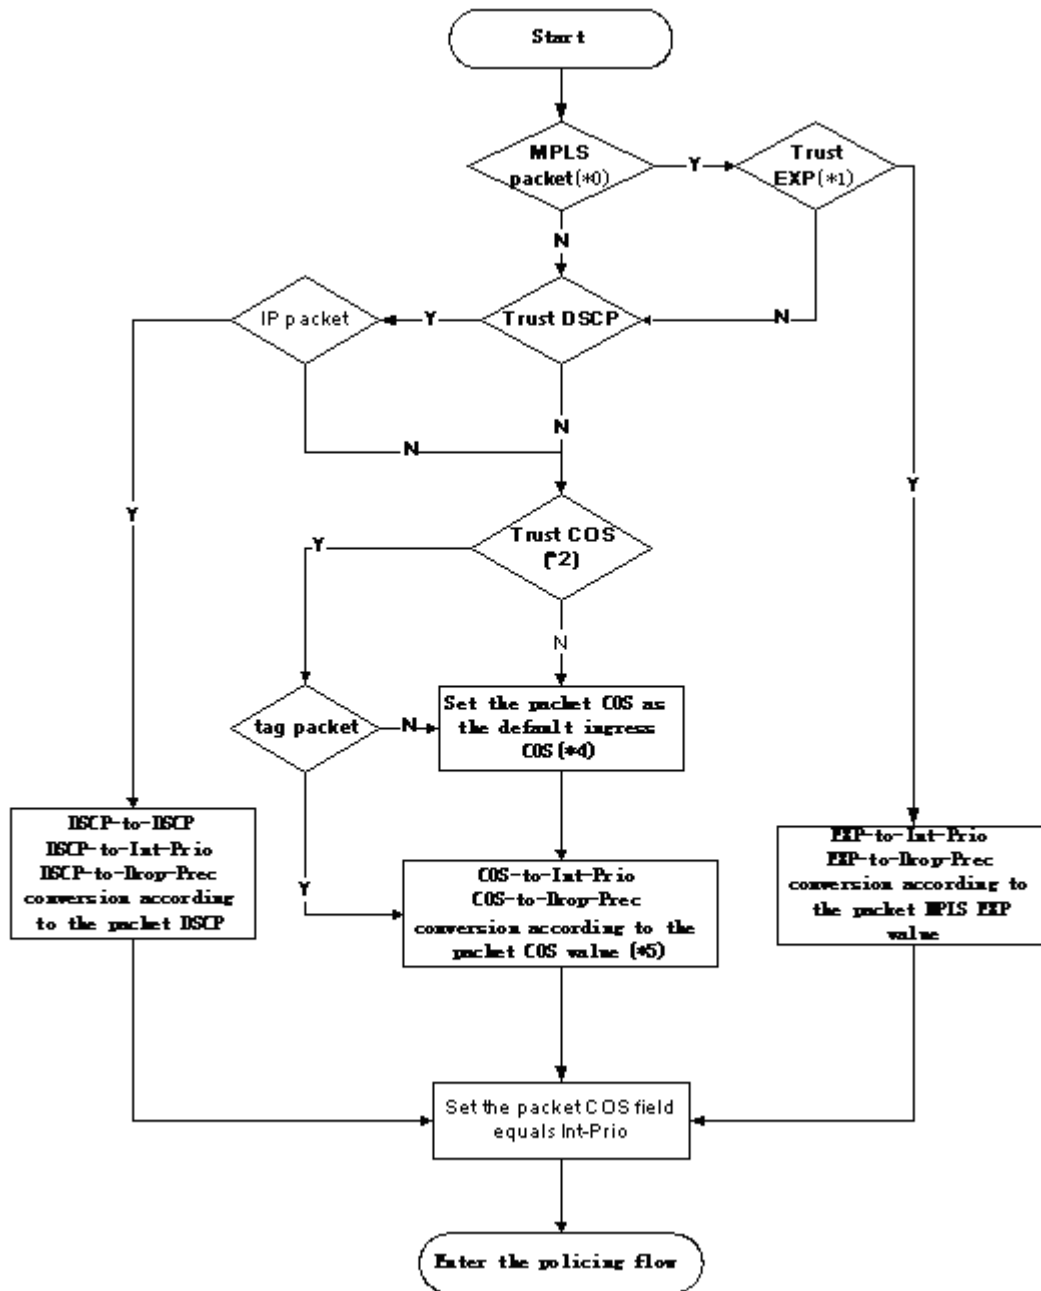 Start
MPLS
packet(*0)
Y
Trust
EXP(*1)
N
IP packet
Y
Trust DSCP
N
N
N
Y
Y
Trust COS
(*2)
Y
N
tag packet
N
Set the packet COS as
the default ingress
COS(*4)
DSCP-to-DSCP
DSCP-to-Int-Prio
DSCP-to-Drop-Prec
conversion according
to the packet DSCP
Y
COS-to-Int-Prio
COS-to-Drop-Prec
conversion according to the
packet COS value (*5)
EXP-to-Int-Prio
EXP-to-Drop-Prec
conversion according to
the packet MPLS EXP
value
Set the packet COS field
equals Int-Prio
Enter the policing flow